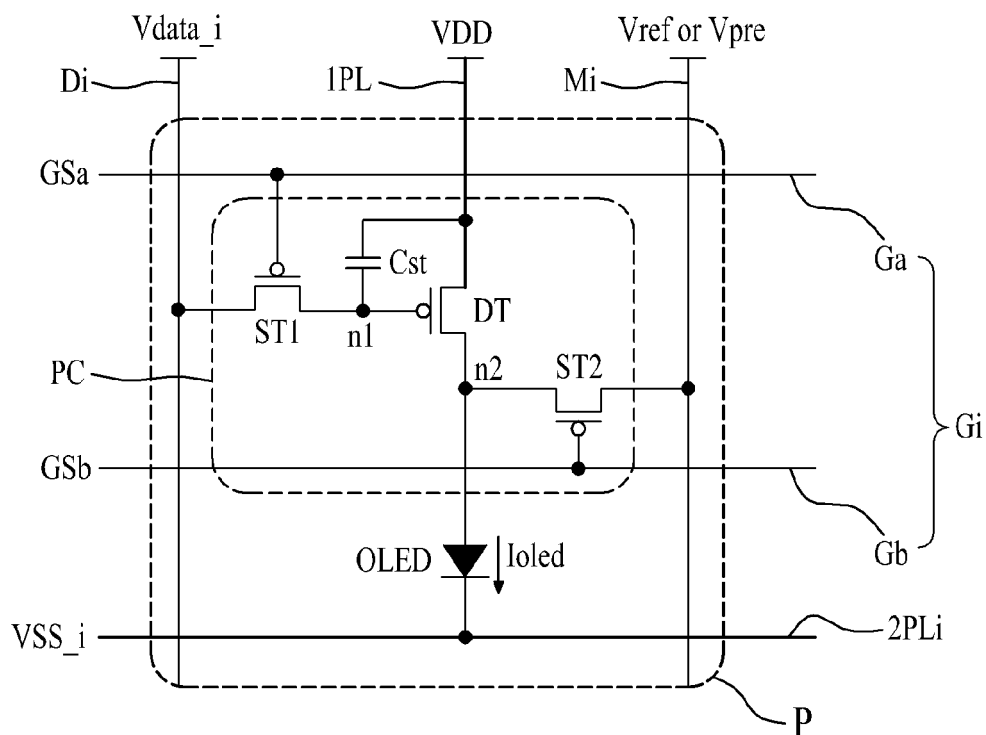 Vdata_i VDD Vref or Vpre
Di 1PL Mi
GSa
Ga
Cst
ST1 n1 DT
PC n2 ST2
Gi
GSb
Gb
OLED Ioled
VSS_i 2PLi
P